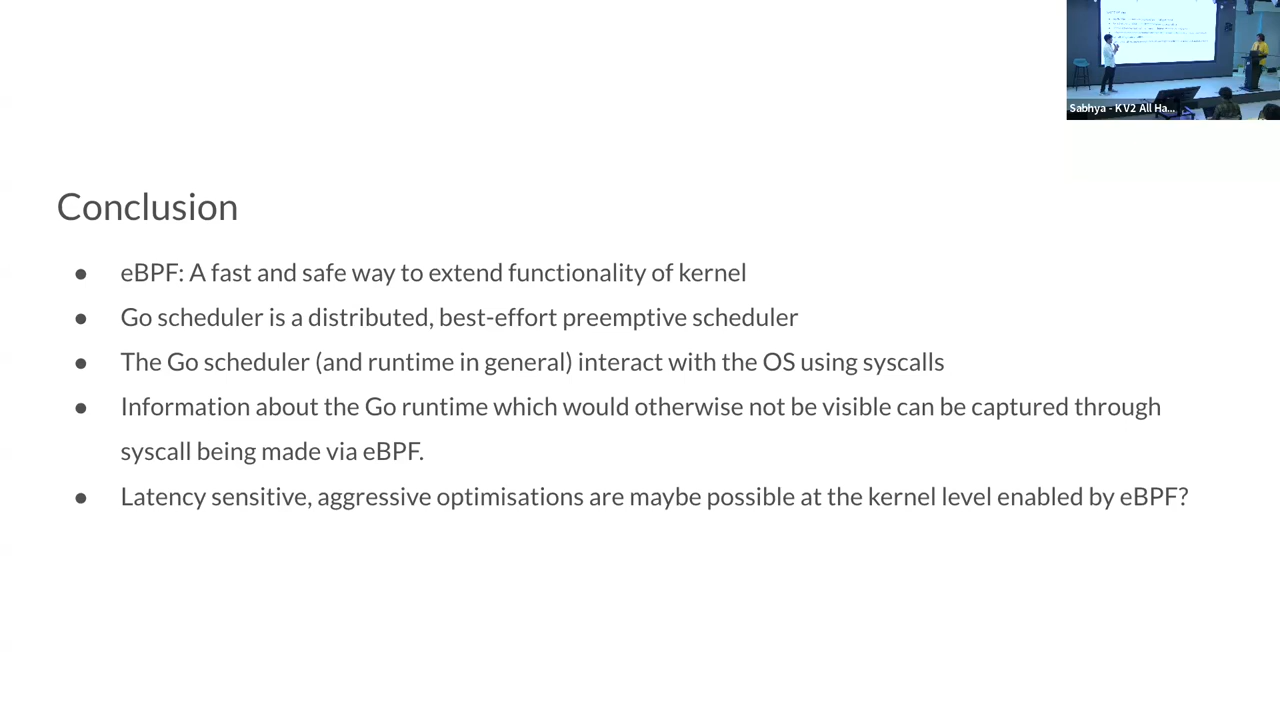 Sabhya - KV2 All Ha...
Conclusion
● eBPF: A fast and safe way to extend functionality of kernel
● Go scheduler is a distributed, best-effort preemptive scheduler
● The Go scheduler (and runtime in general) interact with the OS using syscalls
● Information about the Go runtime which would otherwise not be visible can be captured through
syscall being made via eBPF.
● Latency sensitive, aggressive optimisations are maybe possible at the kernel level enabled by eBPF?